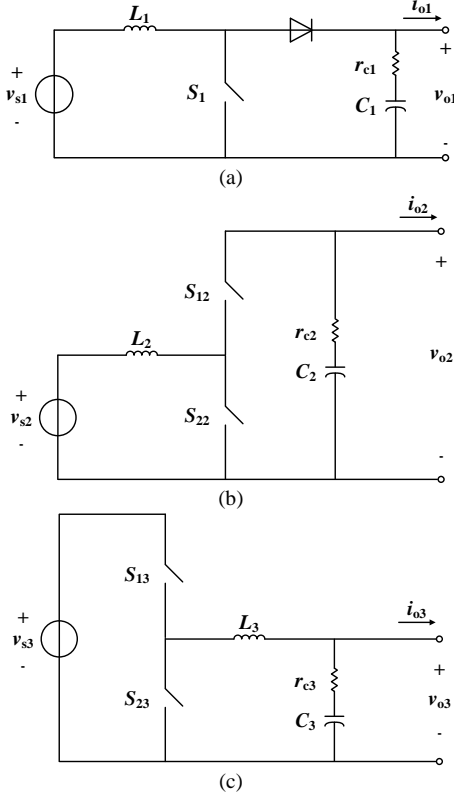 L1
io1
+
vs1
-
S1
rc1
C1
+
vo1
-
(a)
io2
S12
+
L2
rc2
C2
vo2
+
vs2
-
S22
-
(b)
io3
S13
+
vs3
-
L3
S23
rc3
C3
+
vo3
-
(c)